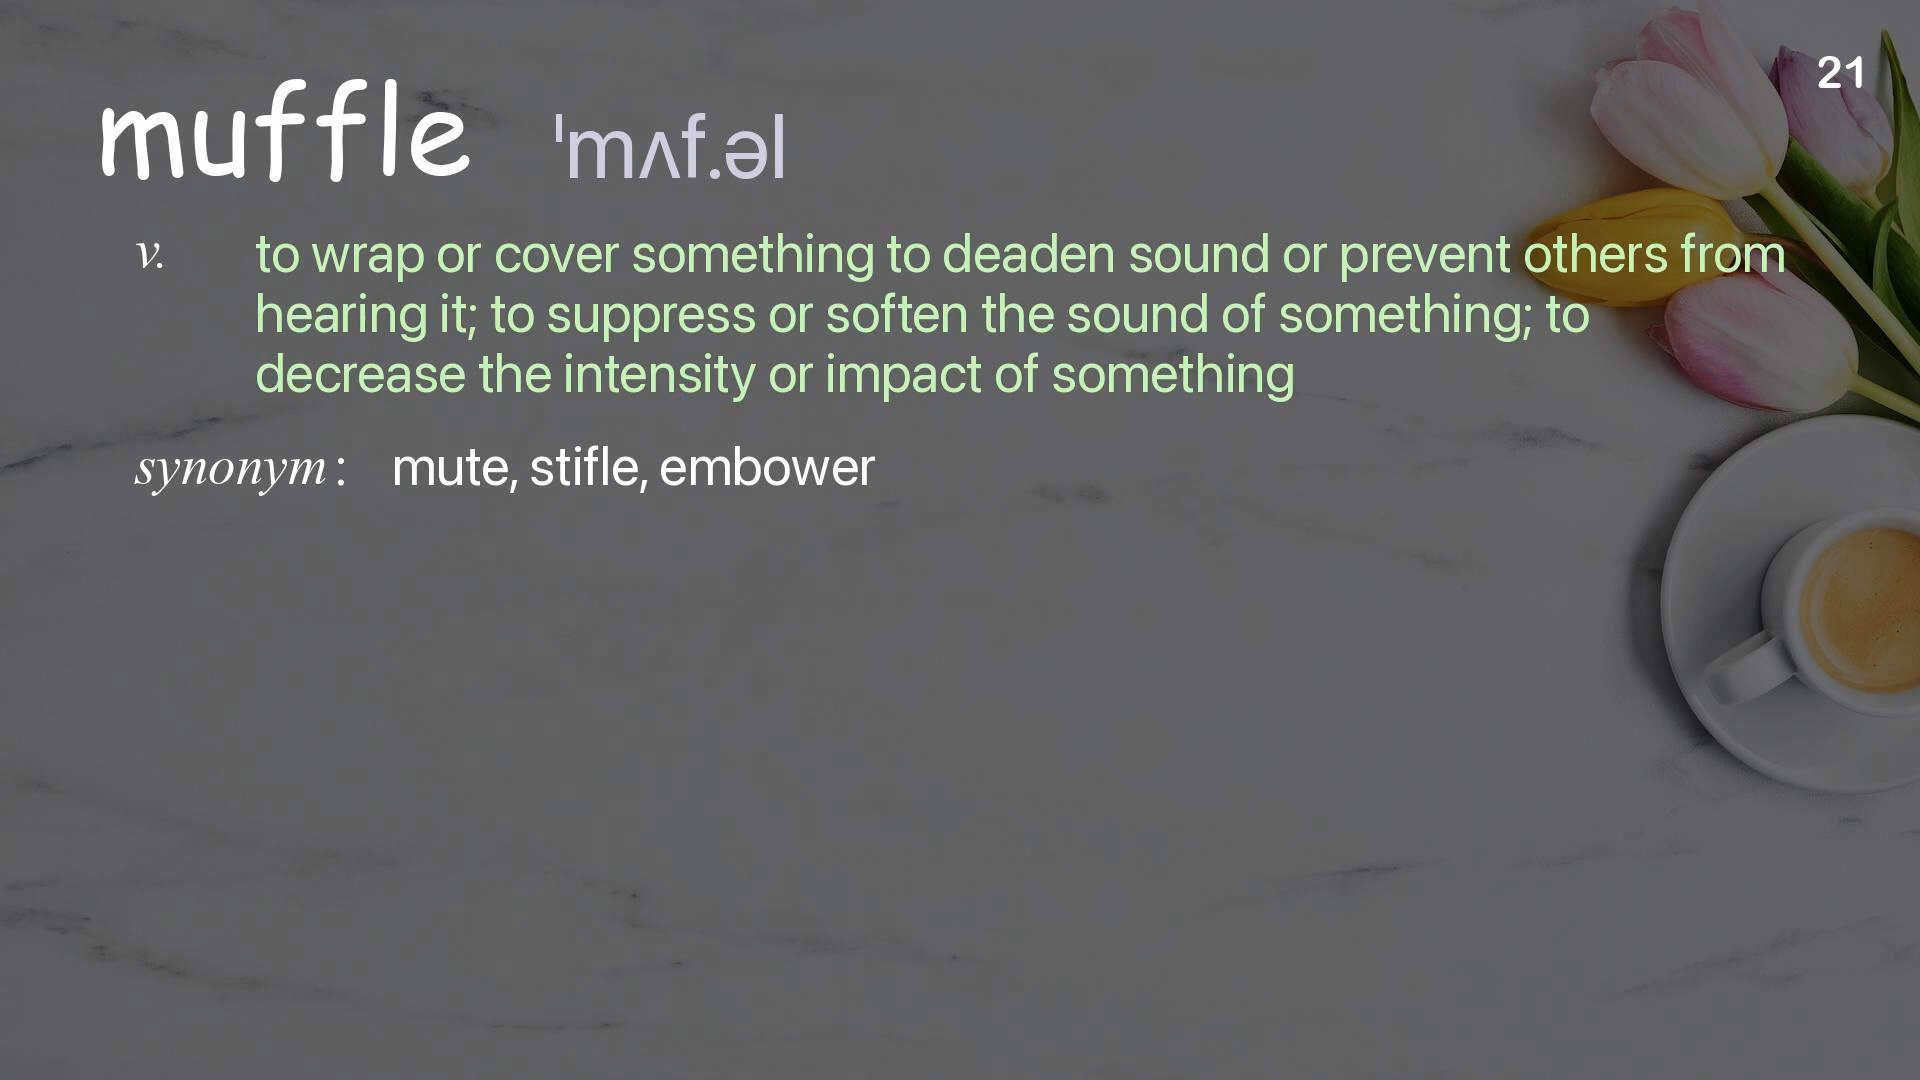 21
muffle ˈmʌf.əl
v. to wrap or cover something to deaden sound or prevent others from
hearing it; to suppress or soften the sound of something; to
decrease the intensity or impact of something
synonym: mute, stifle, embower